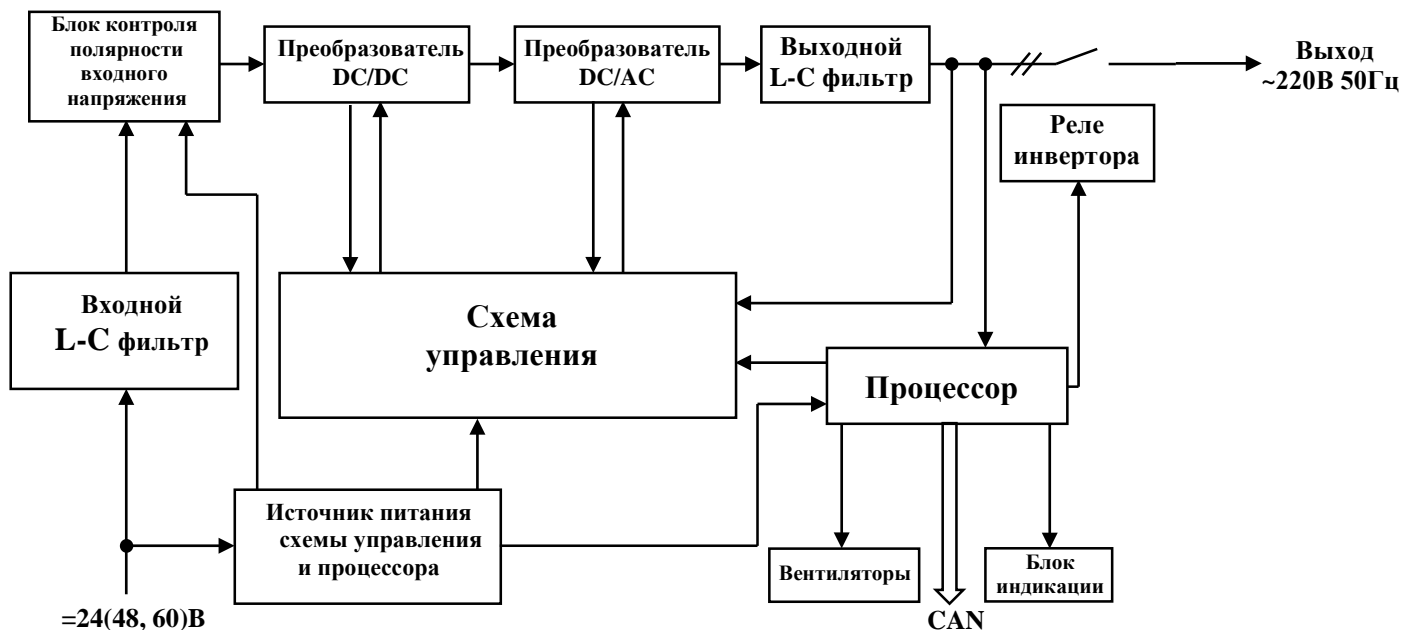 Блок контроля
полярности
входного
напряжения
Преобразователь
DC/DC
Преобразователь
DC/AC
Выходной
L-C фильтр
Выход
~220В 50Гц
Реле
инвертора
Входной
L-C фильтр
Схема
управления
Процессор
Источник питания
схемы управления
и процессора
Вентиляторы
Блок
индикации
=24(48, 60)В
CAN